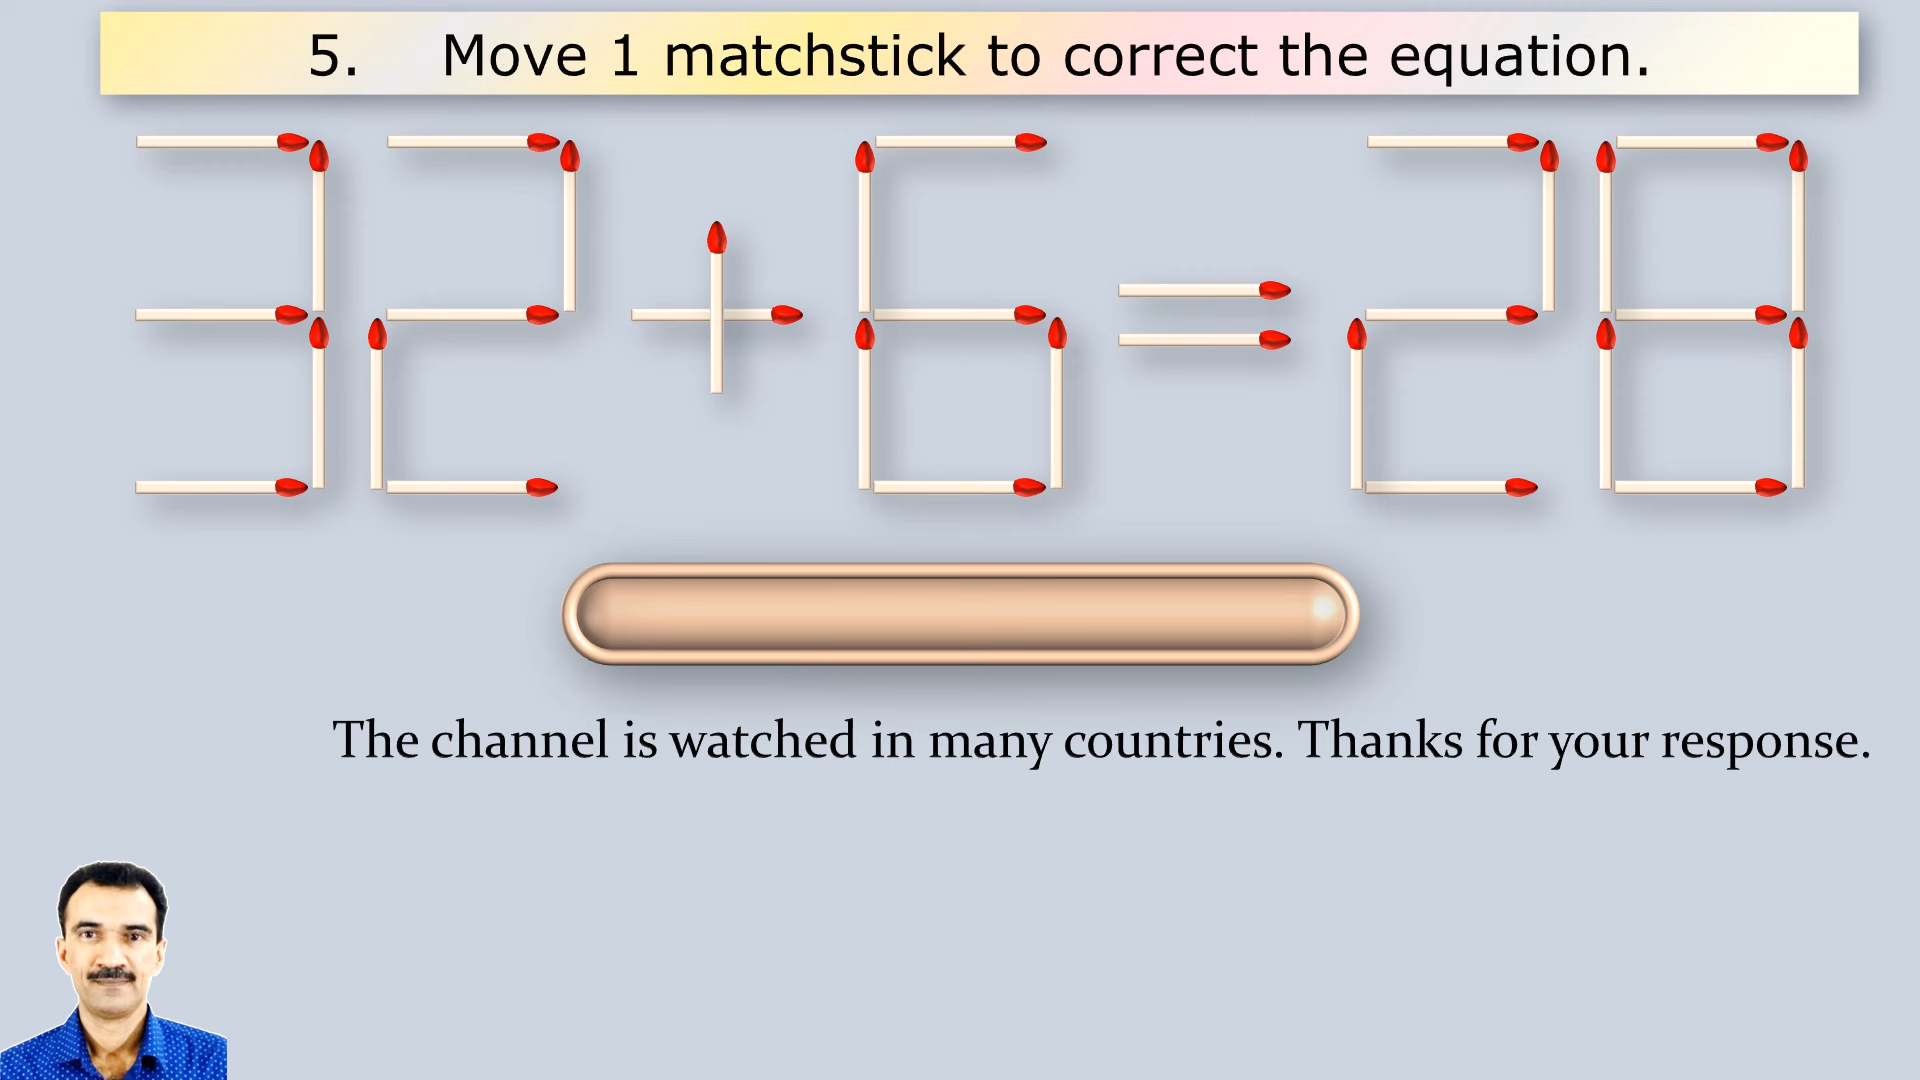 5. Move 1 matchstick to correct the equation.
32+6=28
The channel is watched in many countries. Thanks for your response.